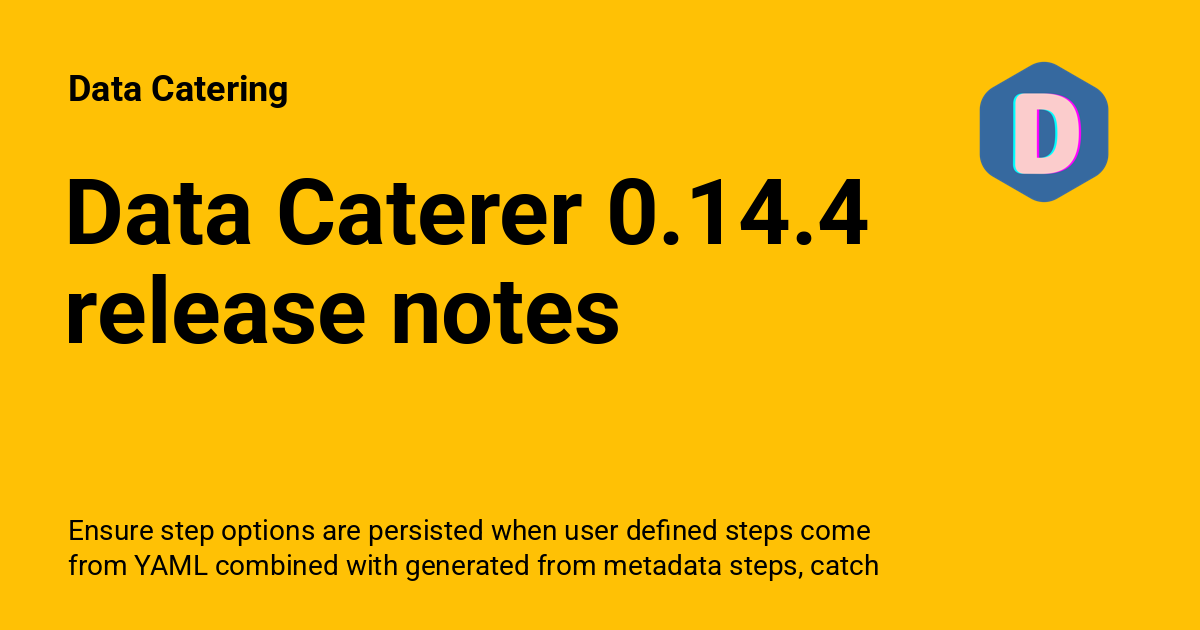 Data Catering
D
Data Caterer 0.14.4
release notes
Ensure step options are persisted when user defined steps come
from YAML combined with generated from metadata steps, catch